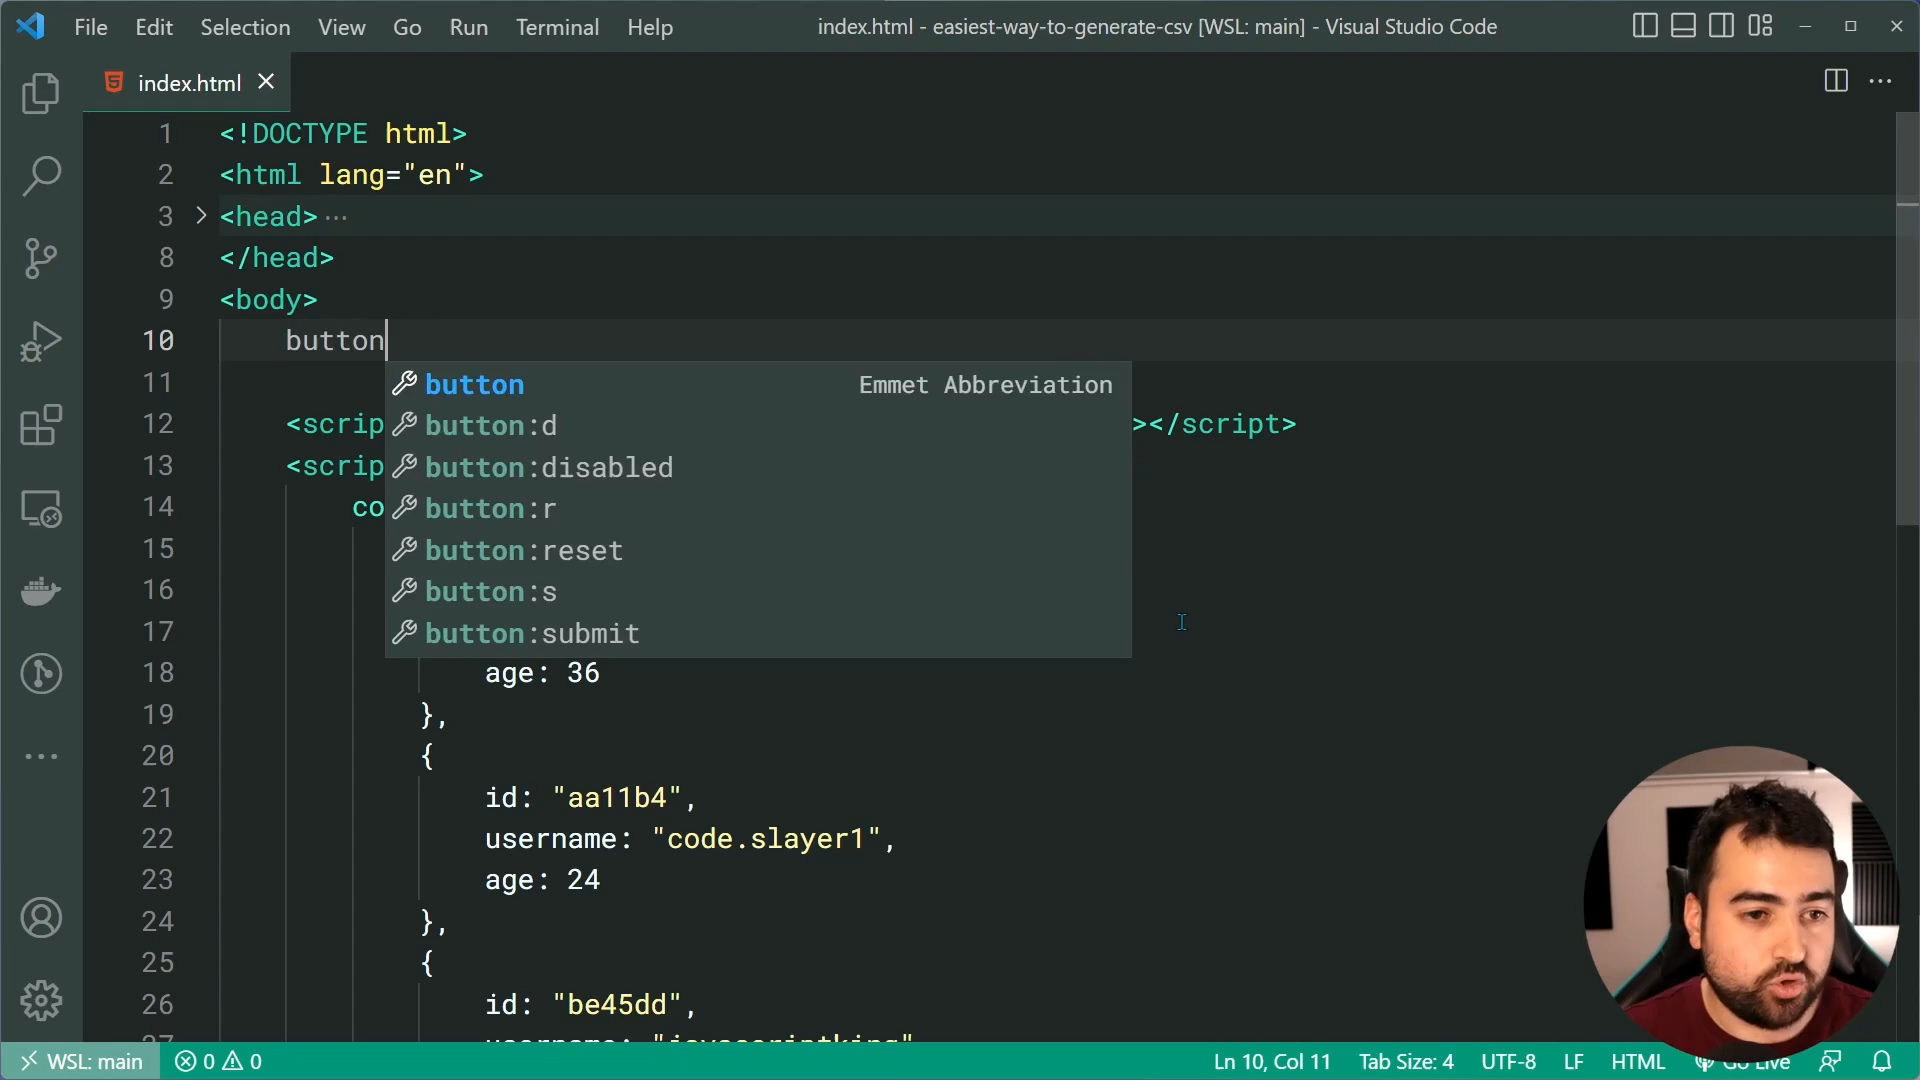 File Edit Selection View Go Run Terminal Help
index.html - easiest-way-to-generate-csv [WSL: main] - Visual Studio Code
index.html
1 <!DOCTYPE html>
2 <html lang="en">
3 <head> ···
8 </head>
9 <body>
10 button
button Emmet Abbreviation
11
button:d
12 <scrip ></script>
button:disabled
13 <scrip
button:r
14 co
button:reset
15
button:s
16
button:submit
17
18 age: 36
19 },
20 {
21 id: "aa11b4",
22 username: "code.slayer1",
23 age: 24
24 },
25 {
26 id: "be45dd",
27 username: "javascriptking"
WSL: main 0 0 Ln 10, Col 11 Tab Size: 4 UTF-8 LF HTML Go Live